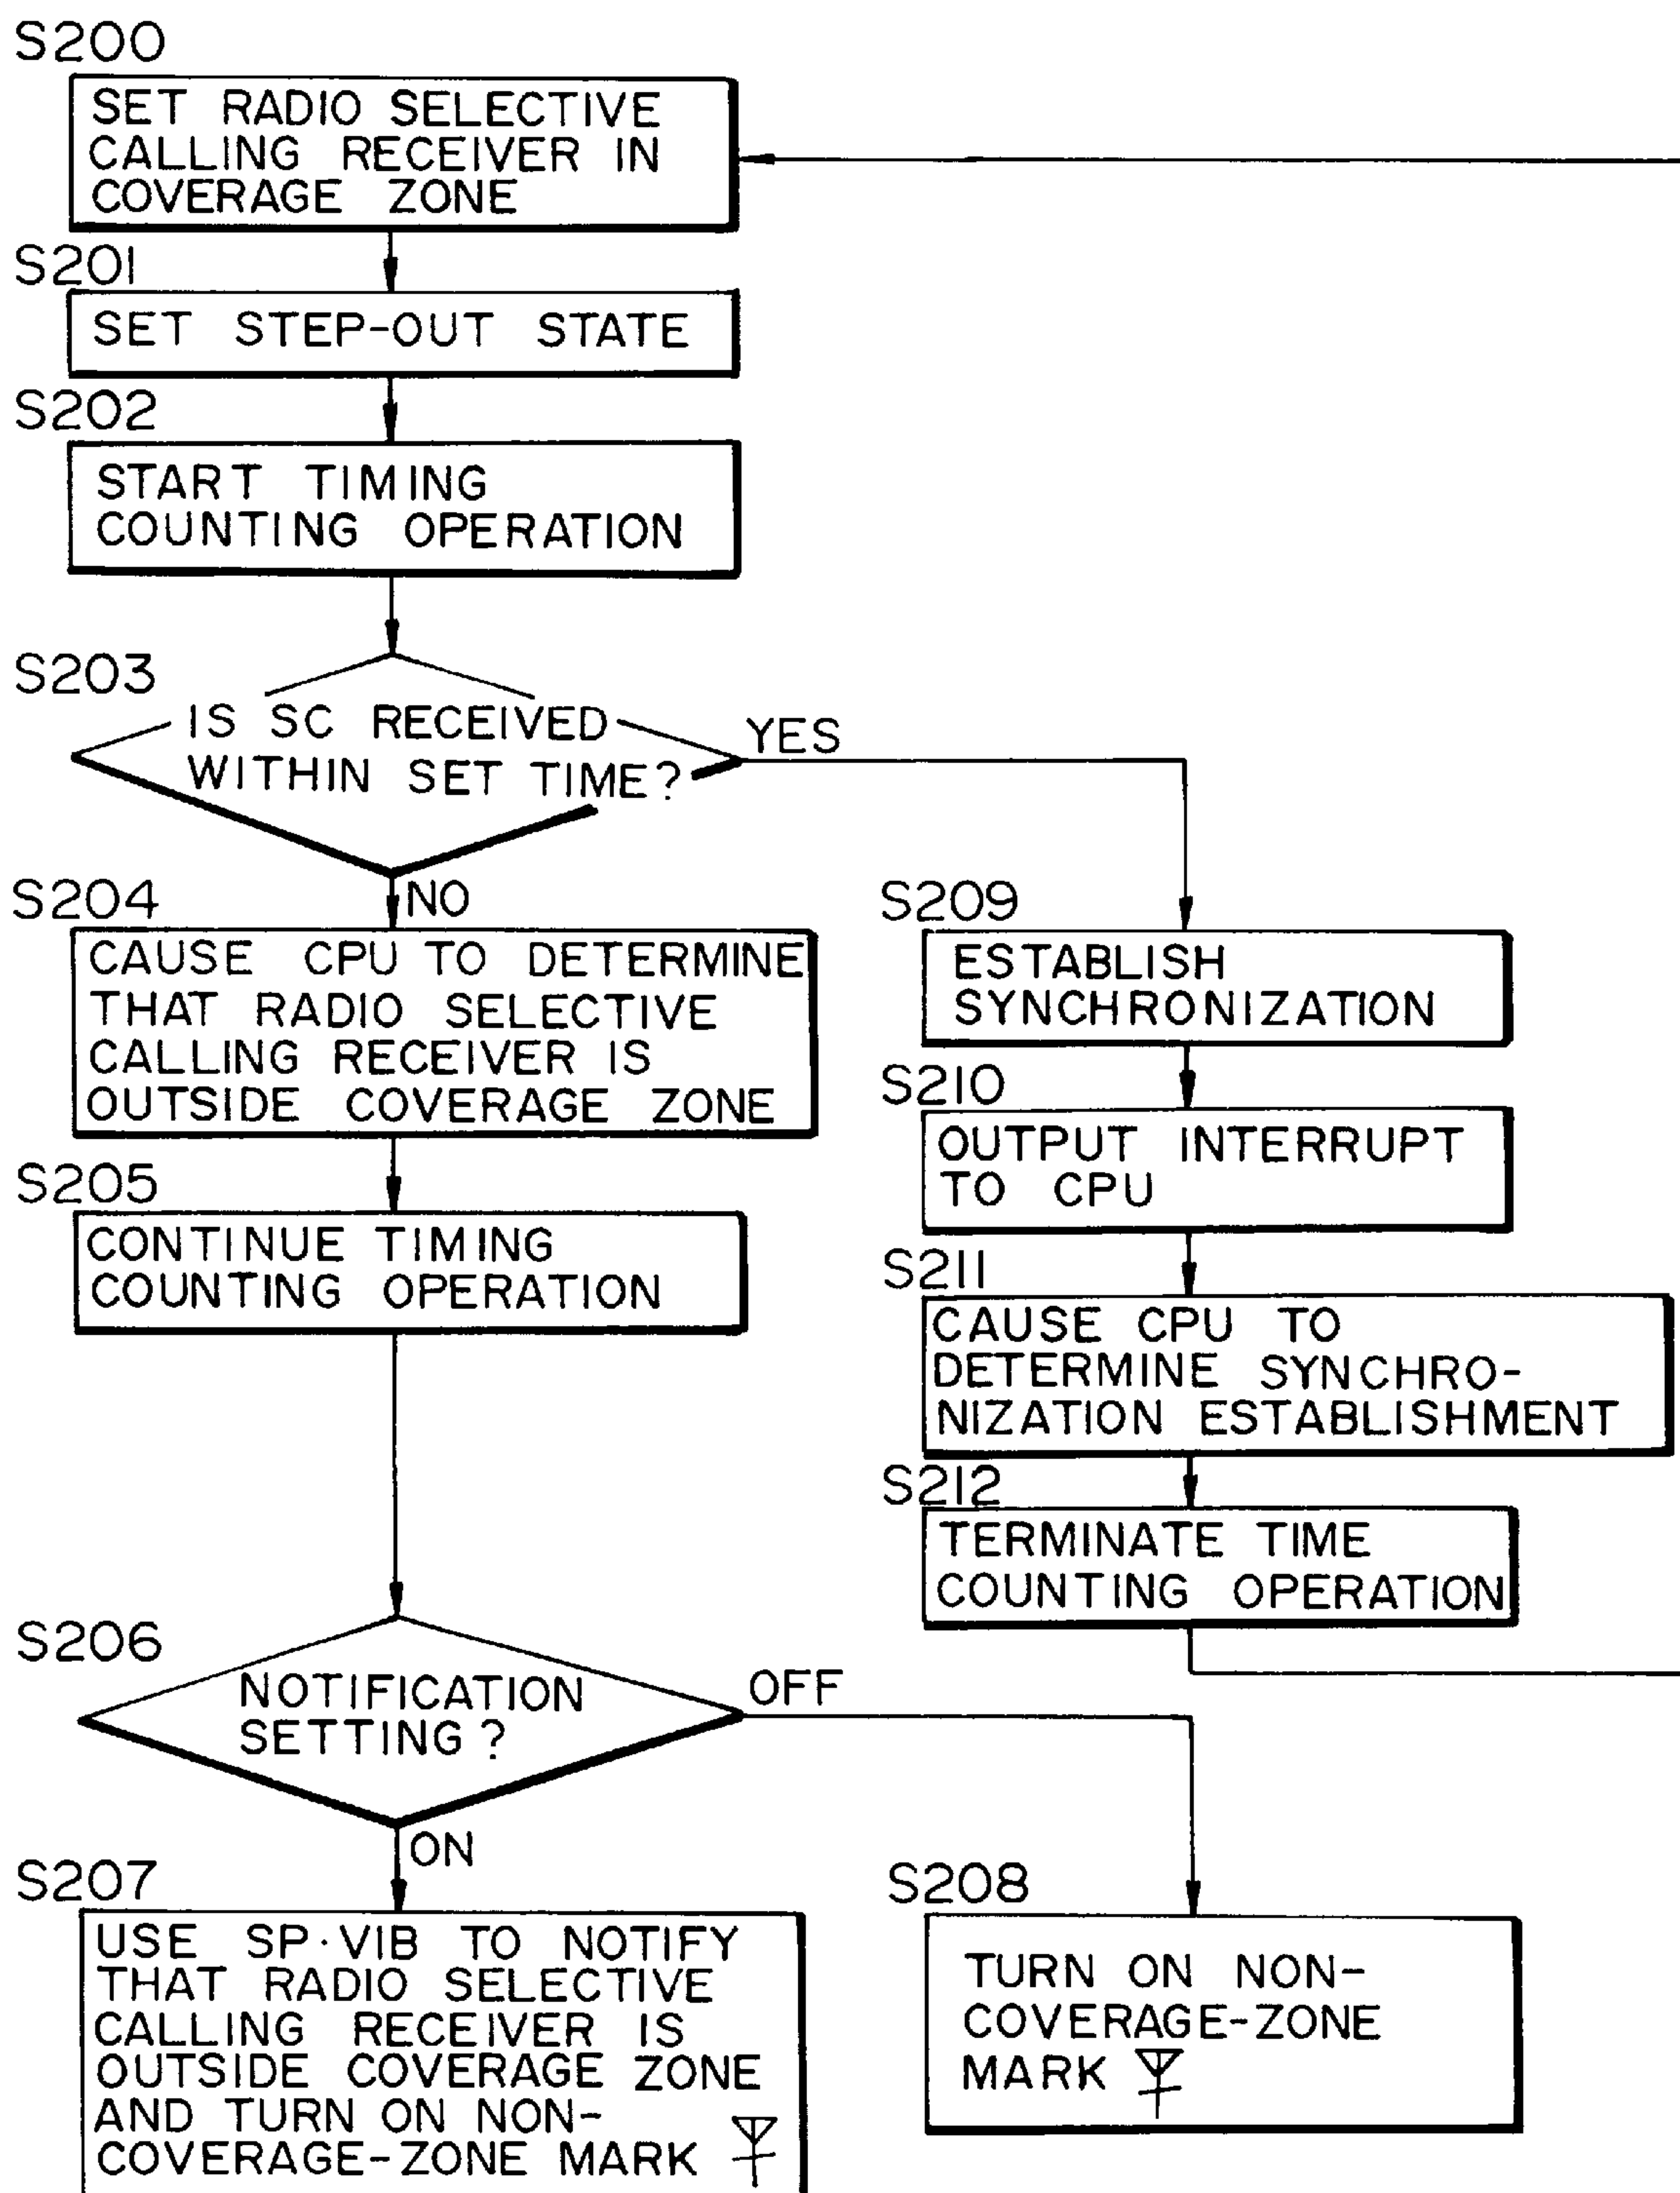 S200
SET RADIO SELECTIVE
CALLING RECEIVER IN
COVERAGE ZONE
S201
SET STEP-OUT STATE
S202
START TIMING
COUNTING OPERATION
S203
IS SC RECEIVED
WITHIN SET TIME?
YES
NO
S204
CAUSE CPU TO DETERMINE
THAT RADIO SELECTIVE
CALLING RECEIVER IS
OUTSIDE COVERAGE ZONE
S205
CONTINUE TIMING
COUNTING OPERATION
S209
ESTABLISH
SYNCHRONIZATION
S210
OUTPUT INTERRUPT
TO CPU
S211
CAUSE CPU TO
DETERMINE SYNCHRO-
NIZATION ESTABLISHMENT
S212
TERMINATE TIME
COUNTING OPERATION
S206
NOTIFICATION
SETTING?
OFF
ON
S207
USE SP·VIB TO NOTIFY
THAT RADIO SELECTIVE
CALLING RECEIVER IS
OUTSIDE COVERAGE ZONE
AND TURN ON NON-
COVERAGE-ZONE MARK
S208
TURN ON NON-
COVERAGE-ZONE
MARK